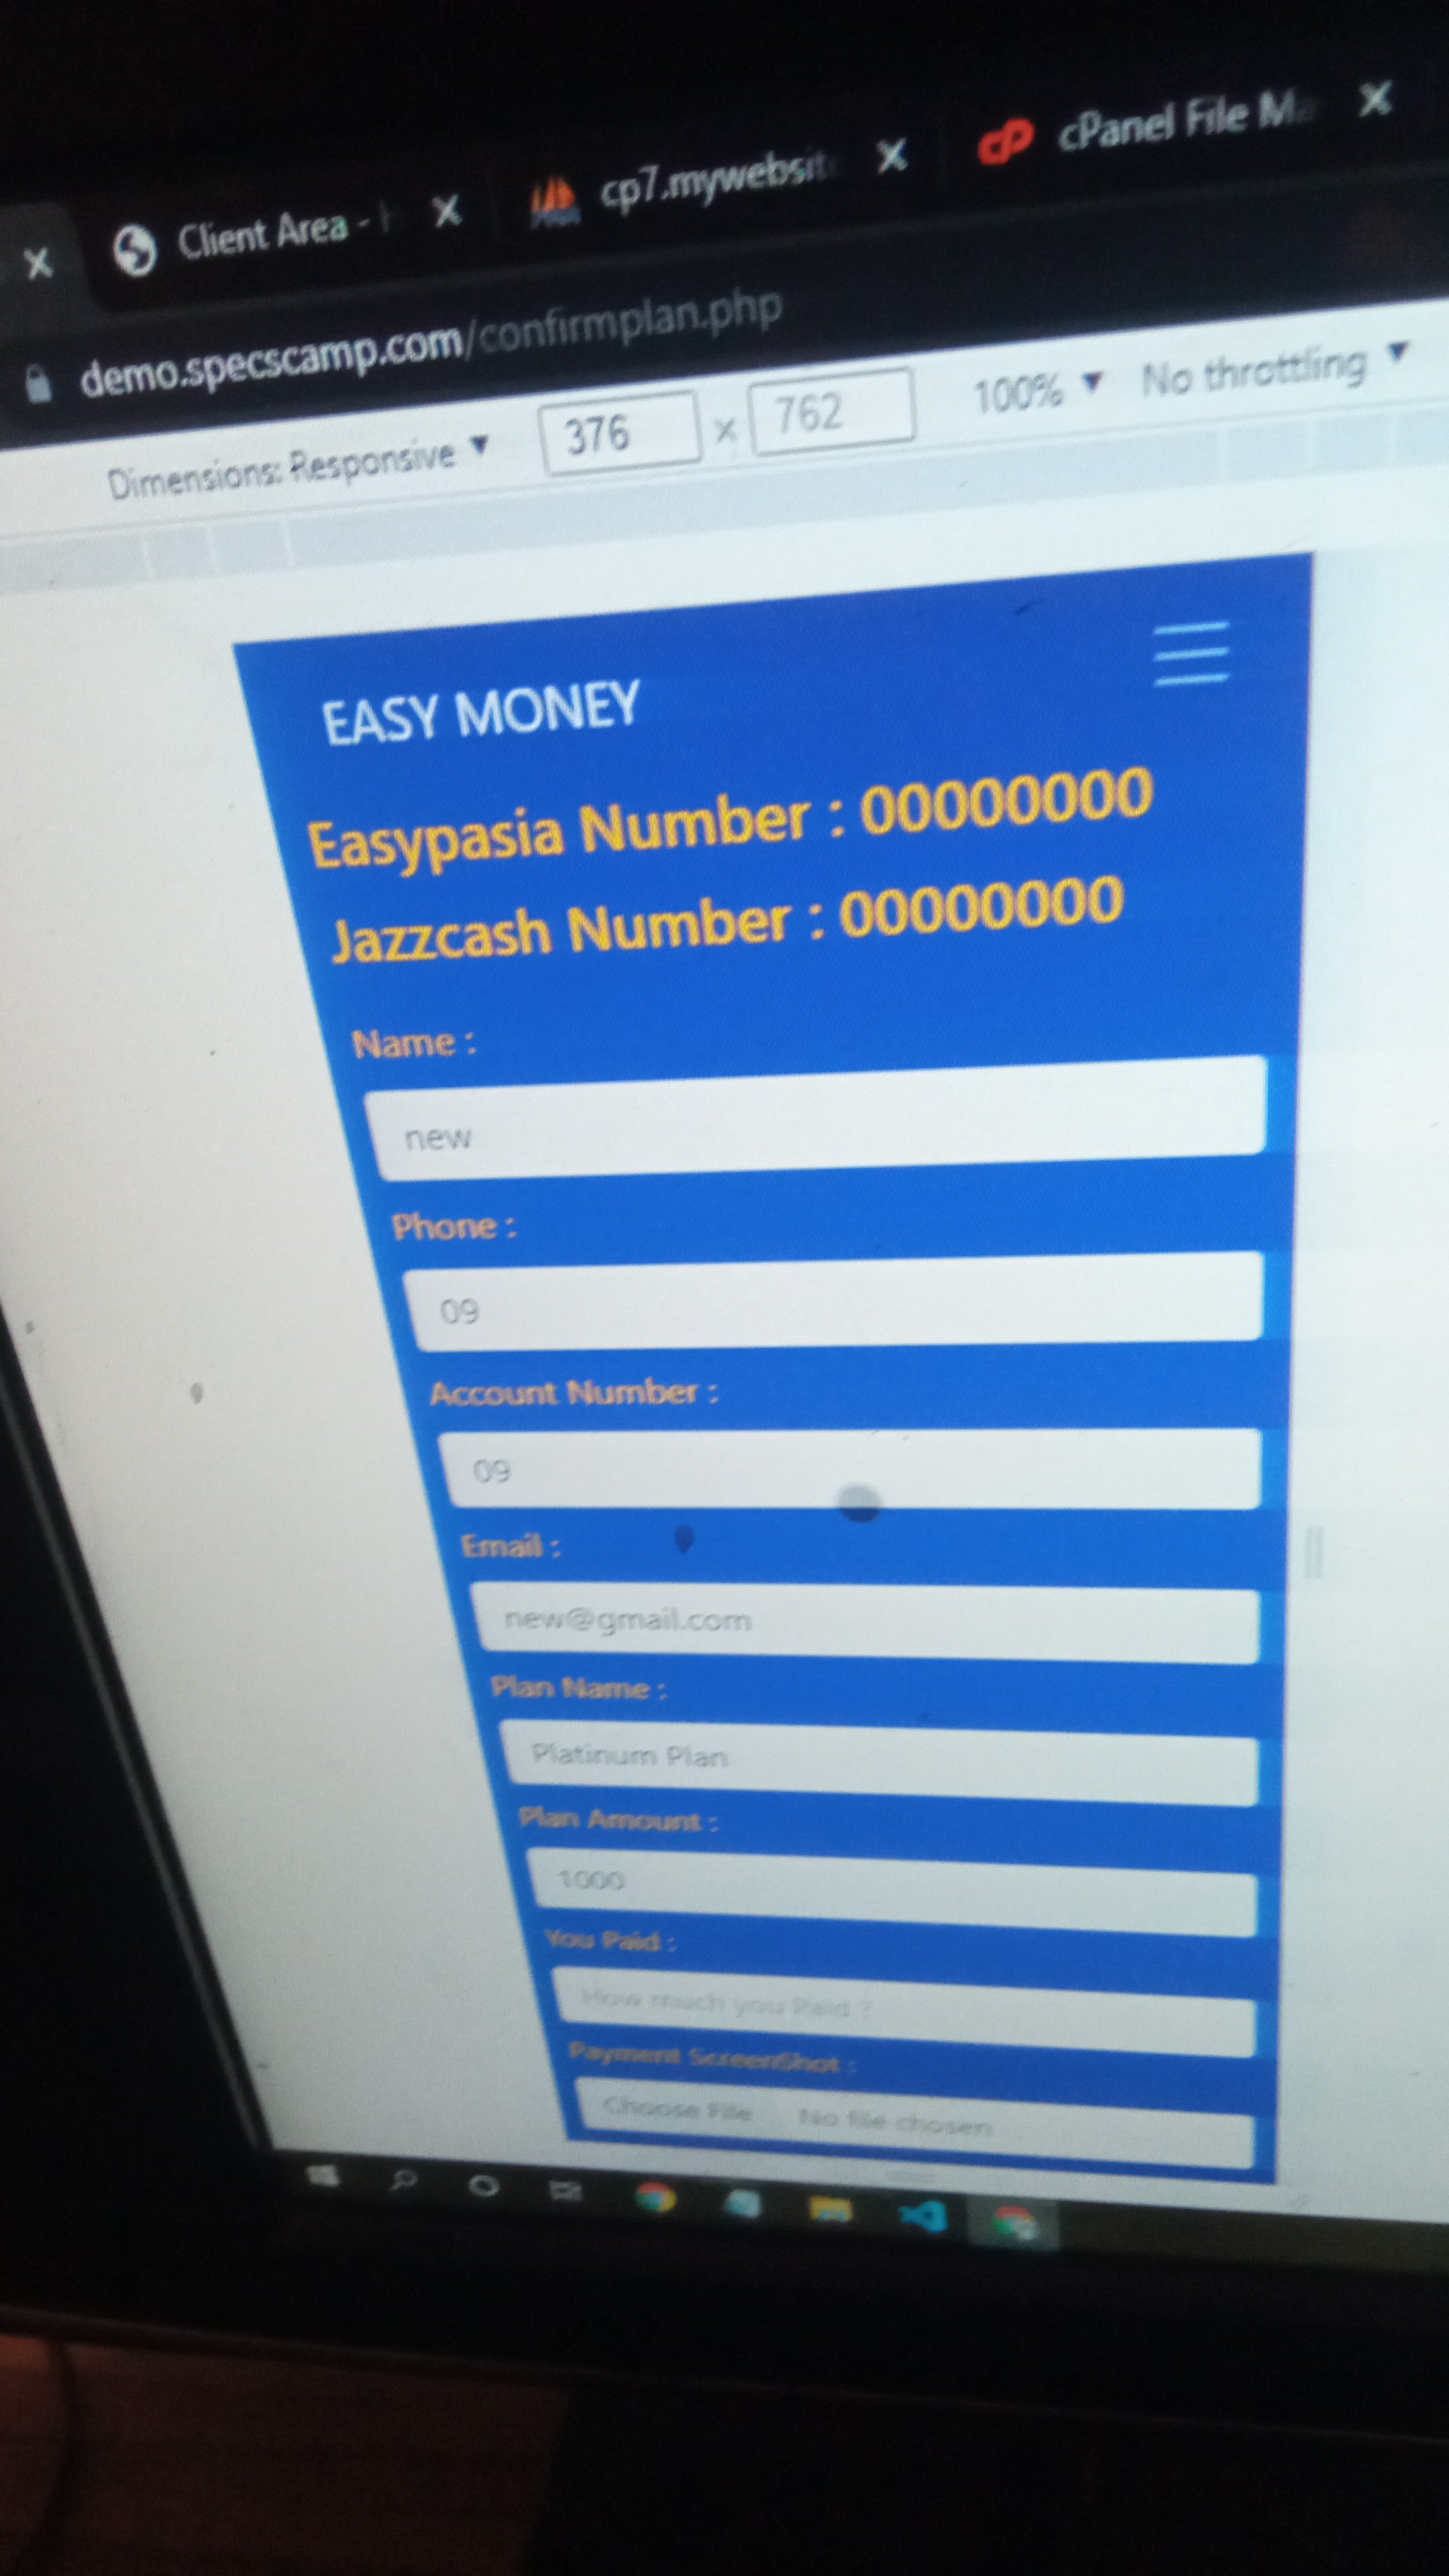 Client Area - H
cp7.mywebsit
cPanel File Ma
demo.specscamp.com/confirmplan.php
Dimensions: Responsive 376 x 762 100% No throttling
EASY MONEY
Easypasia Number : 00000000
Jazzcash Number : 00000000
Name :
new
Phone :
09
Account Number :
09
Email :
new@gmail.com
Plan Name :
Platinum Plan
Plan Amount :
1000
You Paid :
How much you Paid ?
Payment ScreenShot :
Choose File No file chosen